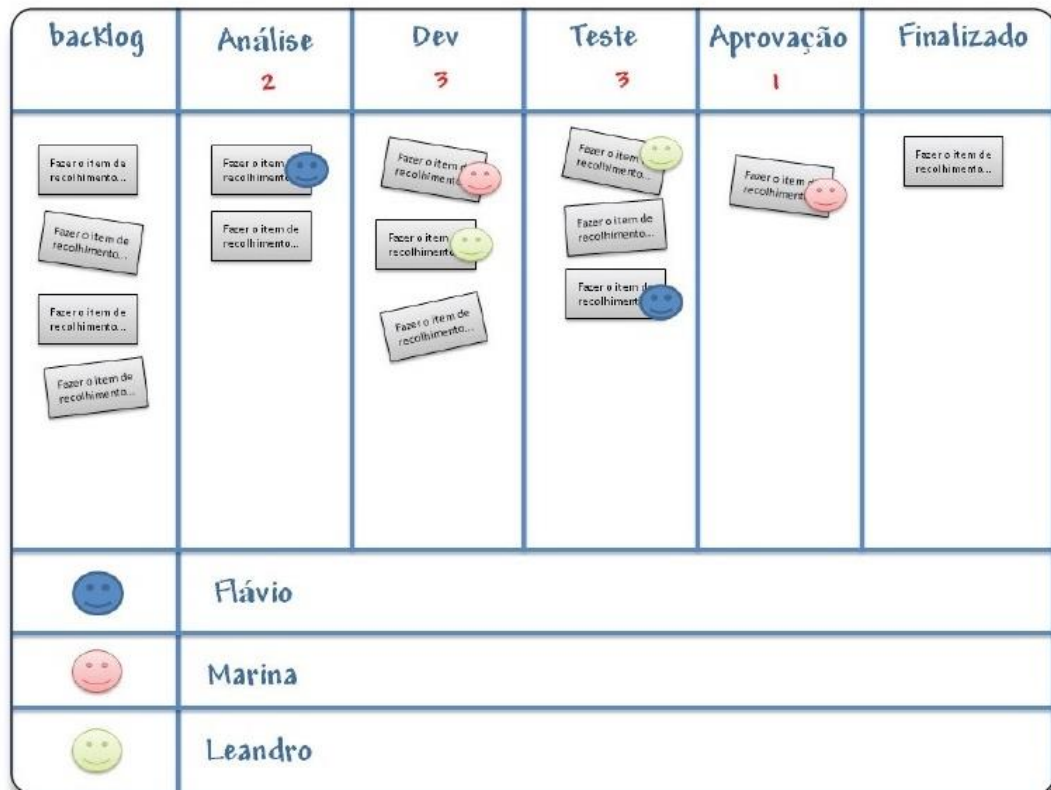 backlog
Análise
2
Dev
3
Teste
3
Aprovação
1
Finalizado
Fazer o item de
recolhimento...
Fazer o item de
recolhimento...
Fazer o item de
recolhimento...
Fazer o item de
recolhimento...
Fazer o item
recolhimento
Fazer o item de
recolhimento...
Fazer o item
recolhimento
Fazer o item
recolhimento
Fazer o item de
recolhimento...
Fazer o item
recolhimento...
Fazer o item de
recolhimento...
Fazer o item
recolhiment
Fazer o item
recolhimento
Fazer o item de
recolhimento...
Flávio
Marina
Leandro